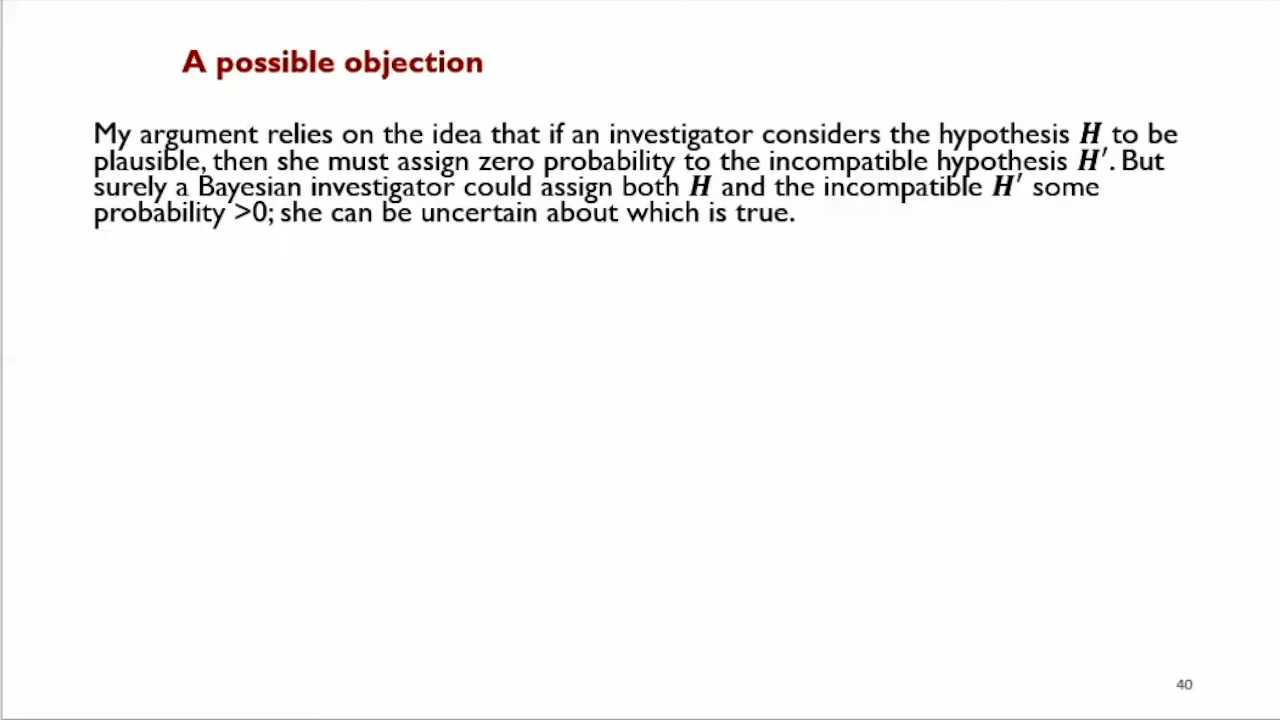 A possible objection
My argument relies on the idea that if an investigator considers the hypothesis H to be
plausible, then she must assign zero probability to the incompatible hypothesis H′. But
surely a Bayesian investigator could assign both H and the incompatible H′ some
probability >0; she can be uncertain about which is true.
40